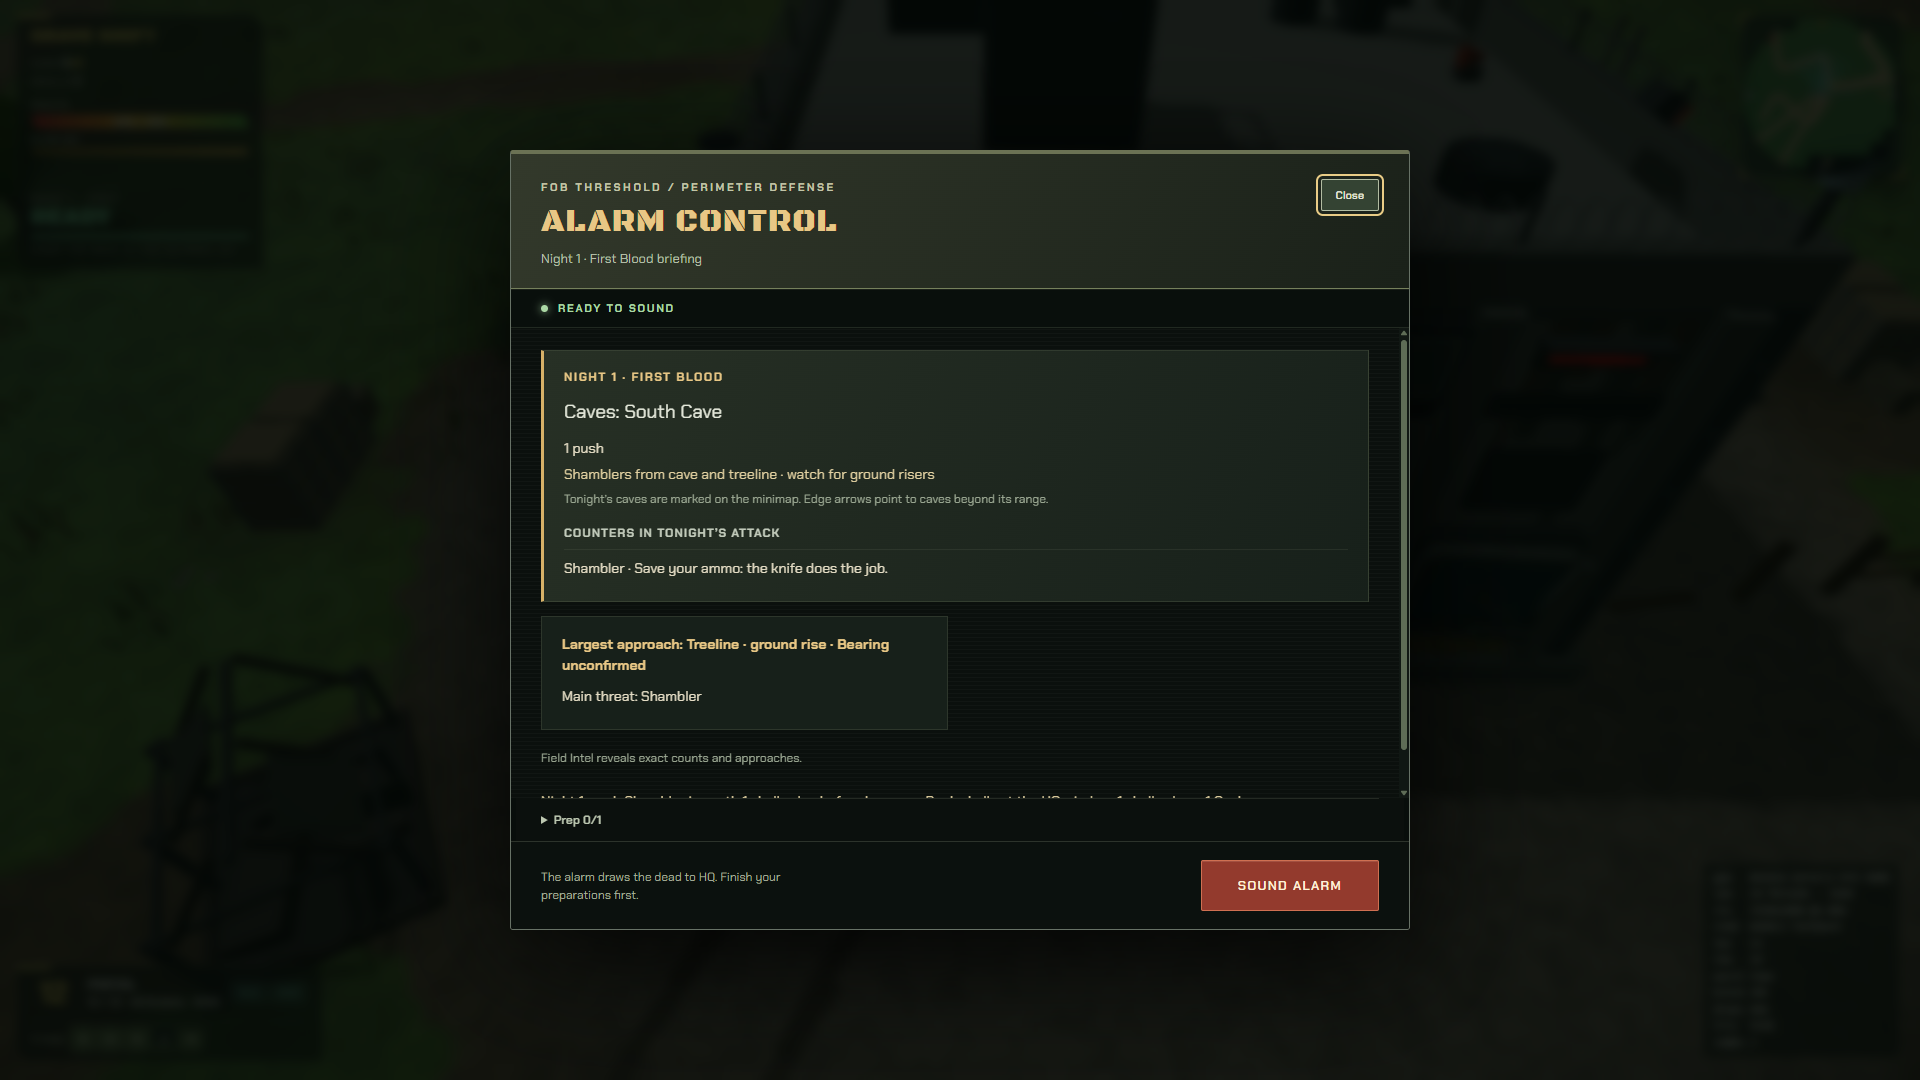 FOB THRESHOLD / PERIMETER DEFENSE
ALARM CONTROL
Night 1 · First Blood briefing
Close
READY TO SOUND
NIGHT 1 · FIRST BLOOD
Caves: South Cave
1 push
Shamblers from cave and treeline · watch for ground risers
Tonight's caves are marked on the minimap. Edge arrows point to caves beyond its range.
COUNTERS IN TONIGHT'S ATTACK
Shambler · Save your ammo: the knife does the job.
Largest approach: Treeline · ground rise · Bearing
unconfirmed
Main threat: Shambler
Field Intel reveals exact counts and approaches.
Prep 0/1
The alarm draws the dead to HQ. Finish your
preparations first.
SOUND ALARM